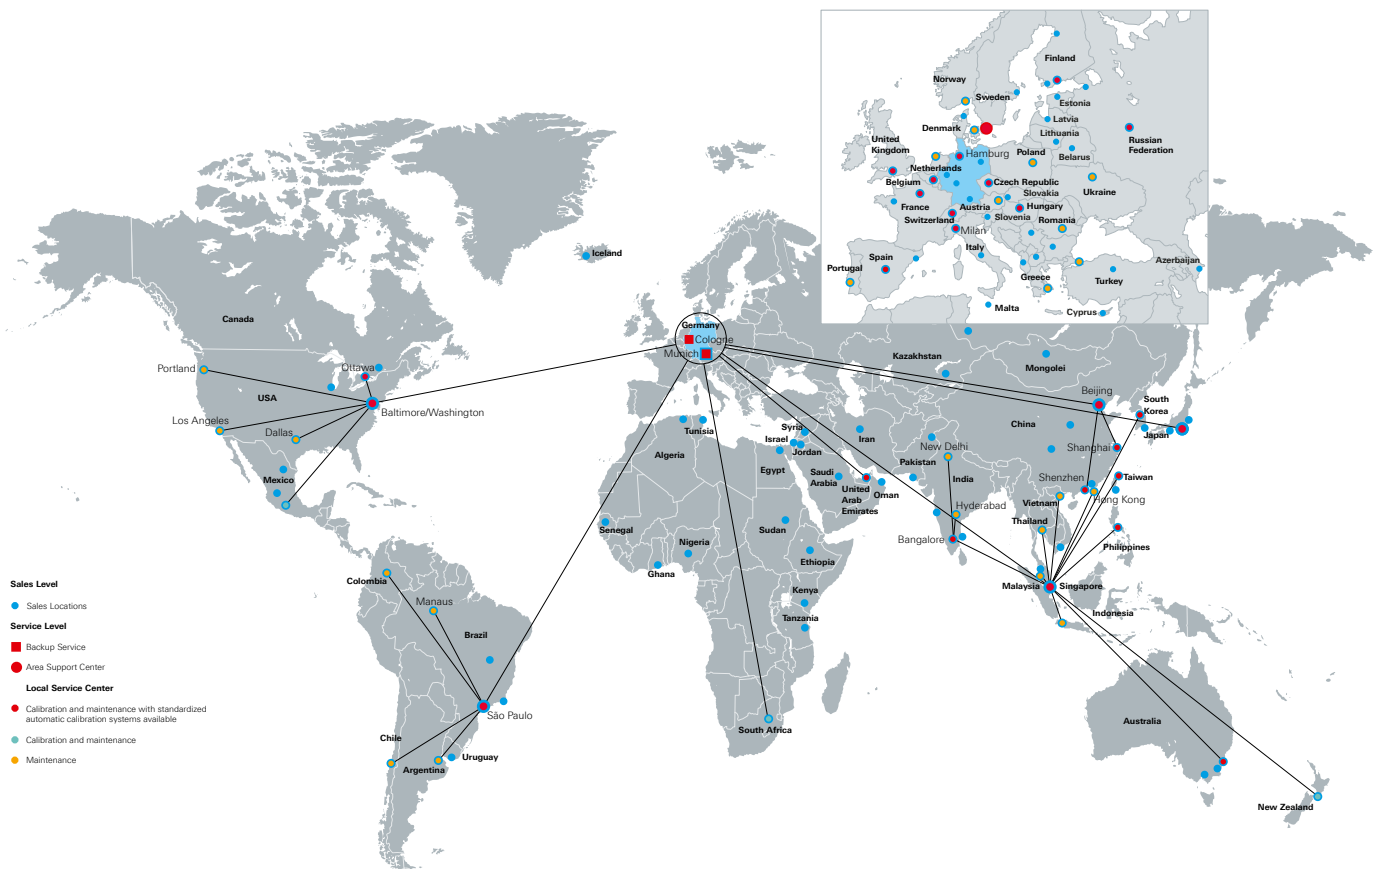 Finland
Norway
Sweden
Estonia
Latvia
Denmark
Lithuania
United
Kingdom
Russian
Federation
Hamburg
Poland
Belarus
Netherlands
Belgium
Czech Republic
Ukraine
Slovakia
France
Austria
Hungary
Switzerland
Slovenia
Romania
Milan
Italy
Spain
Azerbaijan
Portugal
Greece
Turkey
Malta
Cyprus
Iceland
Canada
Germany
Cologne
Munich
Kazakhstan
Mongolei
Portland
Ottawa
USA
Beijing
South
Korea
Baltimore/Washington
Los Angeles
Dallas
Tunisia
Syria
Israel
Jordan
Iran
China
Japan
New Delhi
Shanghai
Algeria
Egypt
Pakistan
Mexico
Saudi
Arabia
United
Arab
Emirates
Oman
India
Shenzhen
Taiwan
Hong Kong
Vietnam
Hyderabad
Senegal
Sudan
Thailand
Nigeria
Bangalore
Philippines
Ghana
Ethiopia
Colombia
Kenya
Malaysia
Singapore
Manaus
Tanzania
Indonesia
Brazil
São Paulo
South Africa
Australia
Chile
Uruguay
Argentina
New Zealand
Sales Level
Sales Locations
Service Level
Backup Service
Area Support Center
Local Service Center
Calibration and maintenance with standardized
automatic calibration systems available
Calibration and maintenance
Maintenance